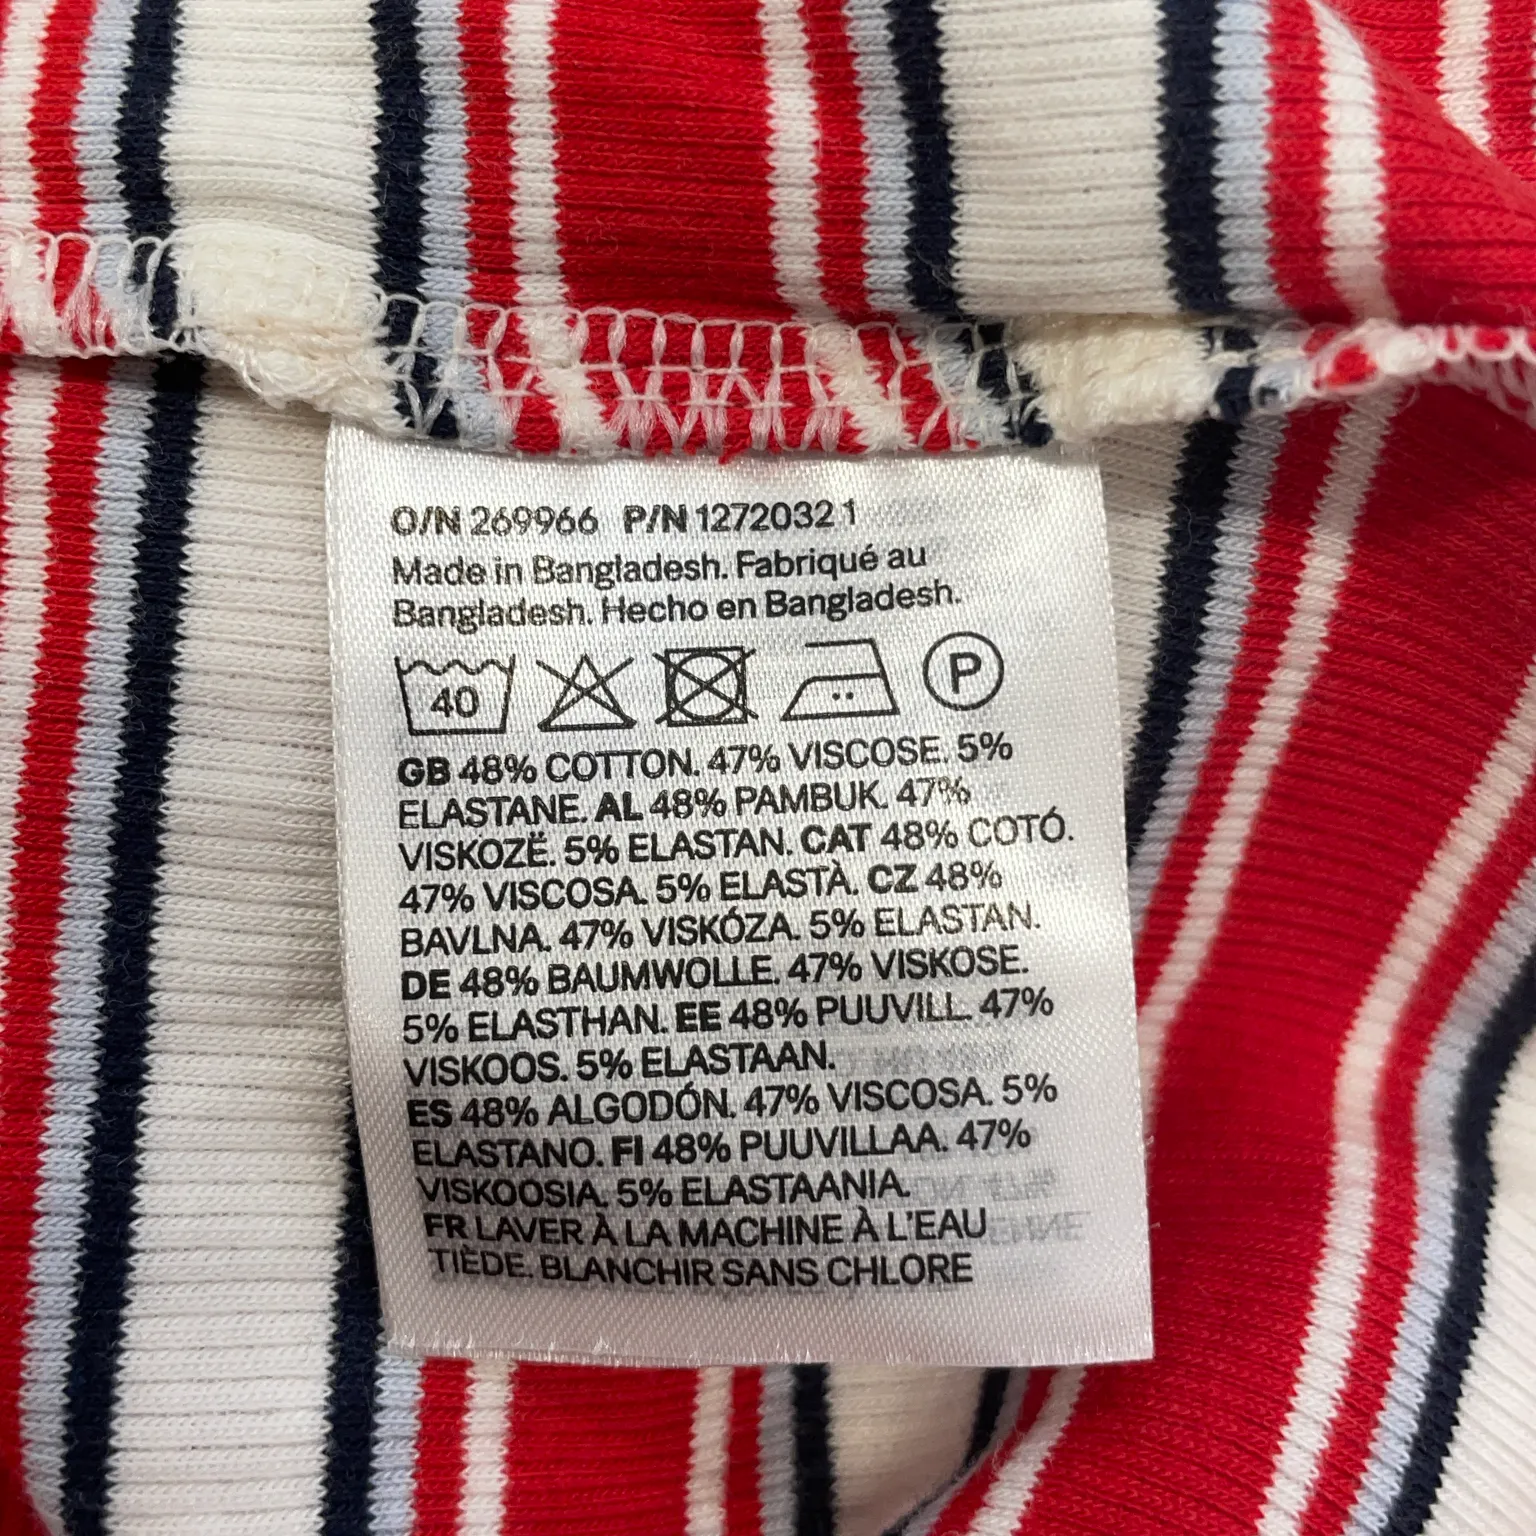 O/N 269966 P/N 1272032 1
Made in Bangladesh. Fabriqué au
Bangladesh. Hecho en Bangladesh.
40 P
GB 48% COTTON. 47% VISCOSE. 5%
ELASTANE. AL 48% PAMBUK. 47%
VISKOZË. 5% ELASTAN. CAT 48% COTÓ.
47% VISCOSA. 5% ELASTÀ. CZ 48%
BAVLNA. 47% VISKÓZA. 5% ELASTAN.
DE 48% BAUMWOLLE. 47% VISKOSE.
5% ELASTHAN. EE 48% PUUVILL. 47%
VISKOOS. 5% ELASTAAN.
ES 48% ALGODÓN. 47% VISCOSA. 5%
ELASTANO. FI 48% PUUVILLAA. 47%
VISKOOSIA. 5% ELASTAANIA.
FR LAVER À LA MACHINE À L'EAU
TIÈDE. BLANCHIR SANS CHLORE